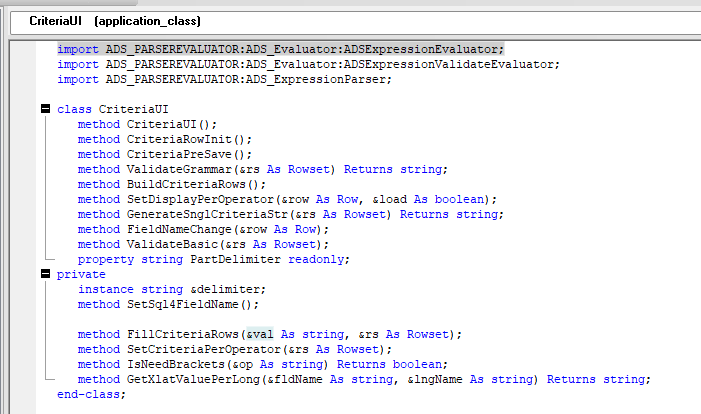 CriteriaUI (application_class)
import ADS_PARSEREVALUATOR:ADS_Evaluator:ADSExpressionEvaluator;
import ADS_PARSEREVALUATOR:ADS_Evaluator:ADSExpressionValidateEvaluator;
import ADS_PARSEREVALUATOR:ADS_ExpressionParser;
class CriteriaUI
method CriteriaUI();
method CriteriaRowInit();
method CriteriaPreSave();
method ValidateGrammar(&rs As Rowset) Returns string;
method BuildCriteriaRows();
method SetDisplayPerOperator(&row As Row, &load As boolean);
method GenerateSnglCriteriaStr(&rs As Rowset) Returns string;
method FieldNameChange(&row As Row);
method ValidateBasic(&rs As Rowset);
property string PartDelimiter readonly;
private
instance string &delimiter;
method SetSql4FieldName();
method FillCriteriaRows(&val As string, &rs As Rowset);
method SetCriteriaPerOperator(&rs As Rowset);
method IsNeedBrackets(&op As string) Returns boolean;
method GetXlatValuePerLong(&fldName As string, &lngName As string) Returns string;
end-class;